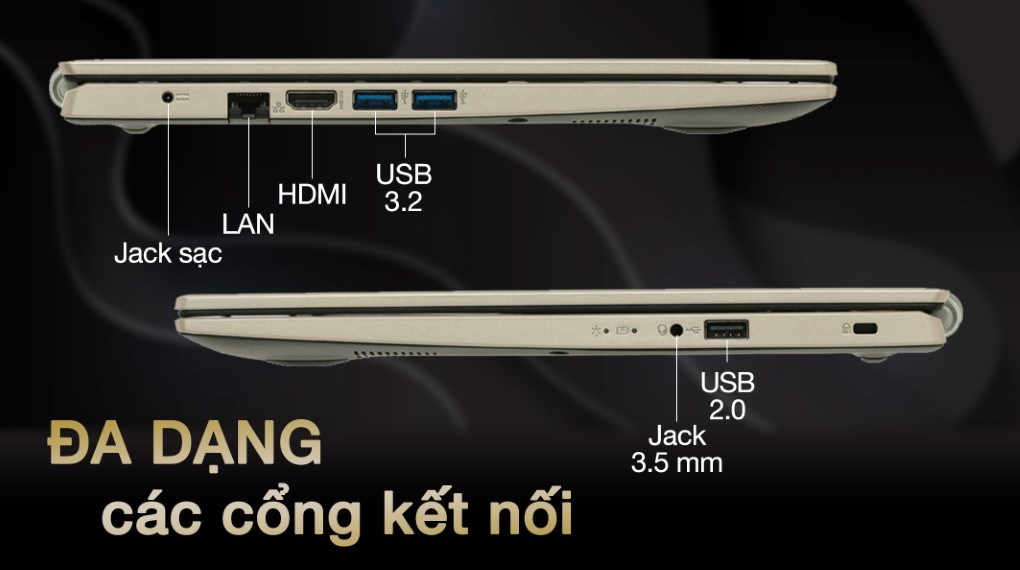 Jack sạc
LAN
HDMI
USB
3.2
USB
2.0
Jack
3.5 mm
ĐA DẠNG
các cổng kết nối